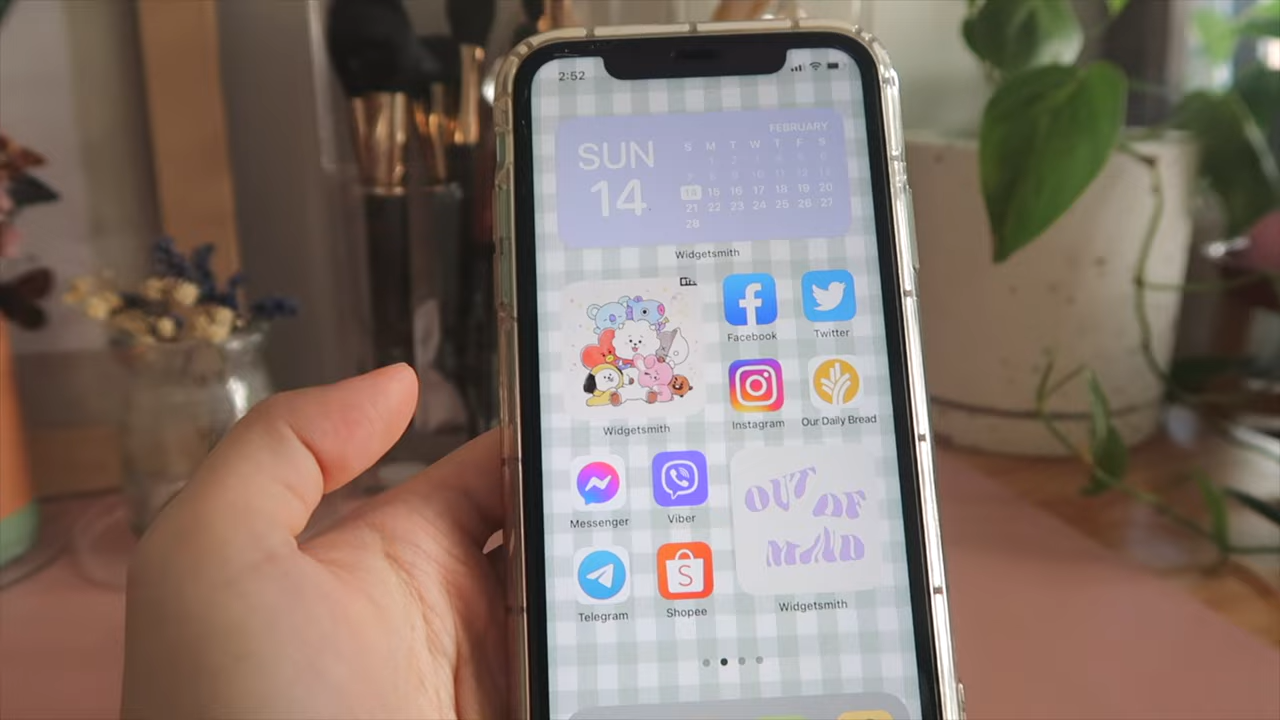 2:52
FEBRUARY
SUN
14
S M T W T F S
14 15 16 17 18 19 20
21 22 23 24 25 26 27
28
Widgetsmith
Facebook
Twitter
Instagram
Our Daily Bread
Widgetsmith
Messenger
Viber
OUT OF
MAD
Telegram
S
Shopee
Widgetsmith